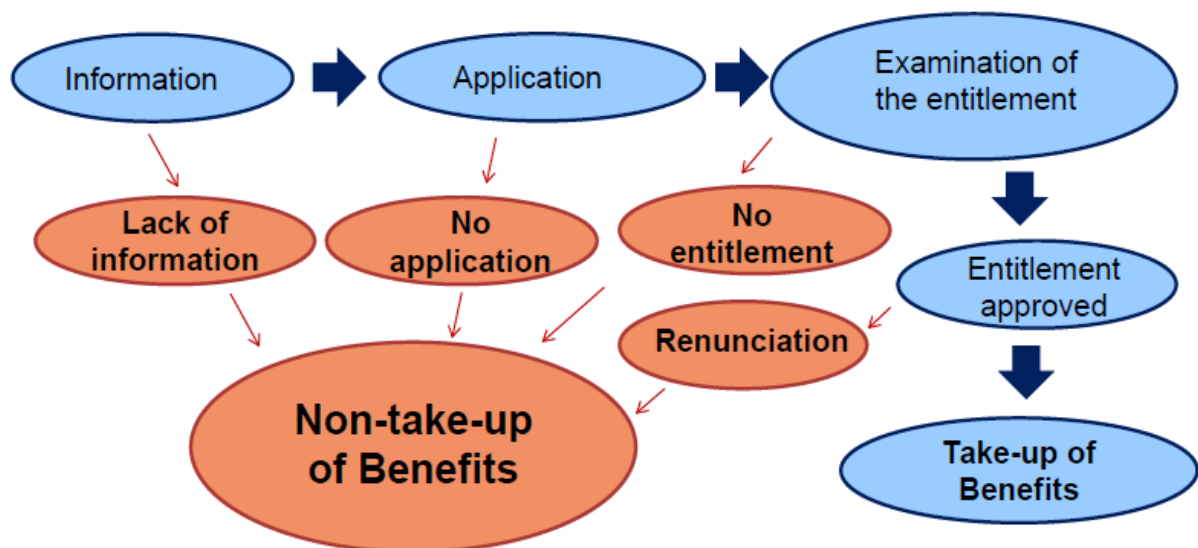 Information
Application
Examination of
the entitlement
Lack of
information
No
application
No
entitlement
Entitlement
approved
Renunciation
Non-take-up
of Benefits
Take-up of
Benefits